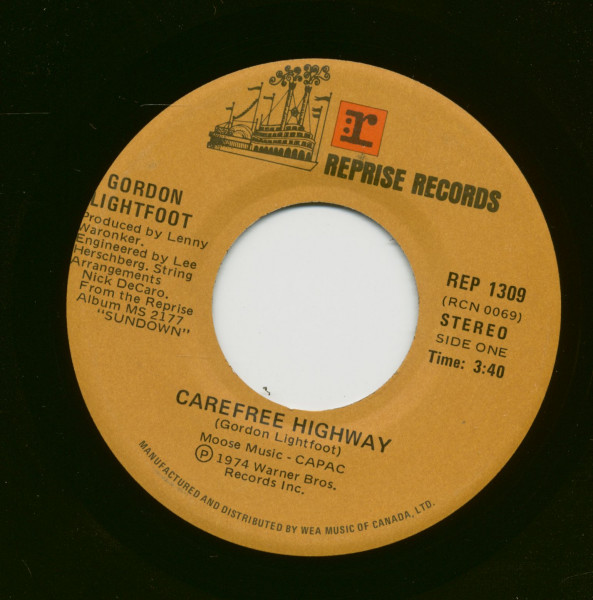 r
REPRISE RECORDS
GORDON
LIGHTFOOT
Produced by Lenny
Waronker.
Engineered by Lee
Herschberg. String
Arrangements
Nick DeCaro.
From the Reprise
Album MS 2177
"SUNDOWN"
REP 1309
(RCN 0069)
STEREO
SIDE ONE
Time: 3:40
CAREFREE HIGHWAY
(Gordon Lightfoot)
Moose Music - CAPAC
Ⓟ 1974 Warner Bros.
Records Inc.
MANUFACTURED AND DISTRIBUTED BY WEA MUSIC OF CANADA, LTD.